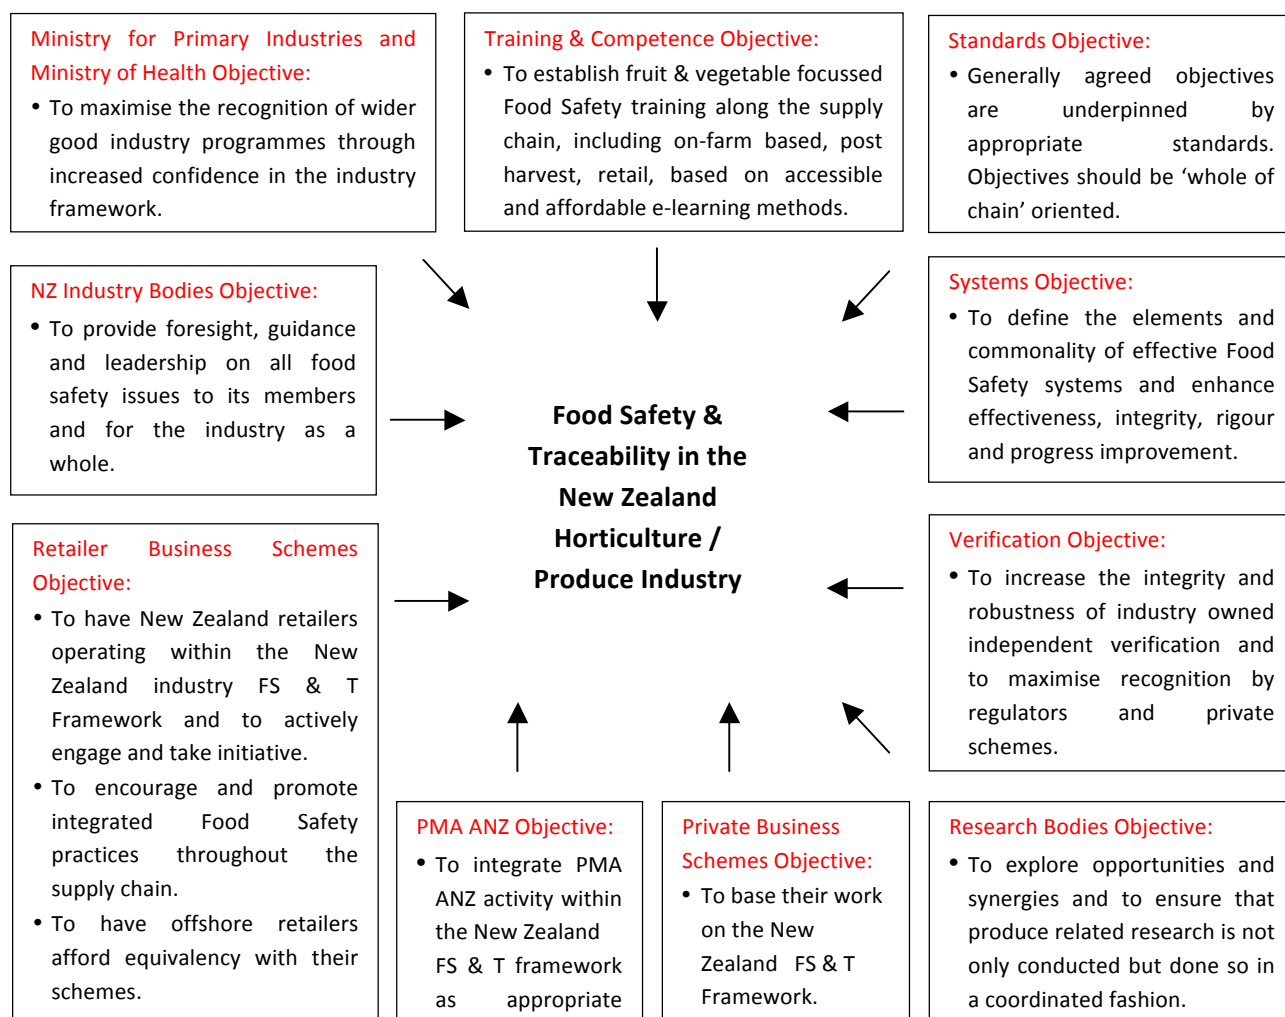 Ministry for Primary Industries and
Ministry of Health Objective:
• To maximise the recognition of wider
good industry programmes through
increased confidence in the industry
framework.
Training & Competence Objective:
• To establish fruit & vegetable focussed
Food Safety training along the supply
chain, including on-farm based, post
harvest, retail, based on accessible
and affordable e-learning methods.
Standards Objective:
• Generally agreed objectives
are underpinned by
appropriate standards.
Objectives should be ‘whole of
chain’ oriented.
NZ Industry Bodies Objective:
• To provide foresight, guidance
and leadership on all food
safety issues to its members
and for the industry as a
whole.
Food Safety &
Traceability in the
New Zealand
Horticulture /
Produce Industry
Systems Objective:
• To define the elements and
commonality of effective Food
Safety systems and enhance
effectiveness, integrity, rigour
and progress improvement.
Retailer Business Schemes
Objective:
• To have New Zealand retailers
operating within the New
Zealand industry FS & T
Framework and to actively
engage and take initiative.
• To encourage and promote
integrated Food Safety
practices throughout the
supply chain.
• To have offshore retailers
afford equivalency with their
schemes.
Verification Objective:
• To increase the integrity and
robustness of industry owned
independent verification and
to maximise recognition by
regulators and private
schemes.
PMA ANZ Objective:
• To integrate PMA
ANZ activity within
the New Zealand
FS & T framework
as appropriate
Private Business
Schemes Objective:
• To base their work
on the New
Zealand FS & T
Framework.
Research Bodies Objective:
• To explore opportunities and
synergies and to ensure that
produce related research is not
only conducted but done so in
a coordinated fashion.